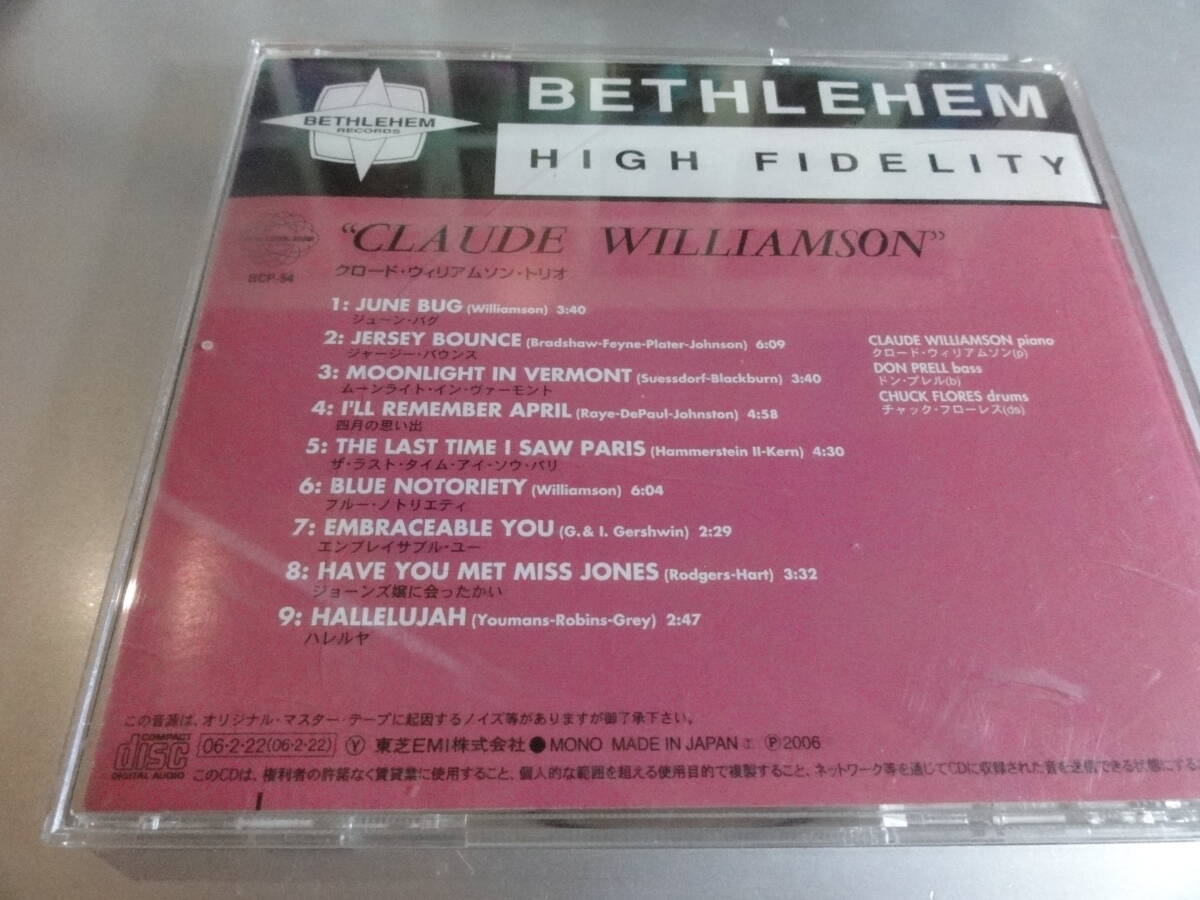 BETHLEHEM
RECORDS
BETHLEHEM
HIGH FIDELITY
BCP-54
“CLAUDE WILLIAMSON”
クロード・ウィリアムソン・トリオ
1: JUNE BUG (Williamson) 3:40
ジューン・バグ
2: JERSEY BOUNCE (Bradshaw-Feyne-Plater-Johnson) 6:09
ジャージー・バウンス
3: MOONLIGHT IN VERMONT (Suessdorf-Blackburn) 3:40
ムーンライト・イン・ヴァーモント
4: I'LL REMEMBER APRIL (Raye-DePaul-Johnston) 4:58
四月の思い出
5: THE LAST TIME I SAW PARIS (Hammerstein II-Kern) 4:30
ザ・ラスト・タイム・アイ・ソウ・パリ
6: BLUE NOTORIETY (Williamson) 6:04
ブルー・ノトリエティ
7: EMBRACEABLE YOU (G.& I. Gershwin) 2:29
エンブレイサブル・ユー
8: HAVE YOU MET MISS JONES (Rodgers-Hart) 3:32
ジョーンズ嬢に会ったかい
9: HALLELUJAH (Youmans-Robins-Grey) 2:47
ハレルヤ
CLAUDE WILLIAMSON piano
クロード・ウィリアムソン(p)
DON PRELL bass
ドン・プレル(b)
CHUCK FLORES drums
チャック・フローレス(ds)
この音源は、オリジナル・マスター・テープに起因するノイズ等がありますが御了承下さい。
COMPACT
disc
DIGITAL AUDIO
06・2・22(06・2・22) Ⓨ 東芝EMI株式会社 ● MONO MADE IN JAPAN ℗2006
このCDは、権利者の許諾なく賃貸業に使用すること、個人的な範囲を超える使用目的で複製すること、ネットワーク等を通じてCDに収録された音を送信できる状態にする